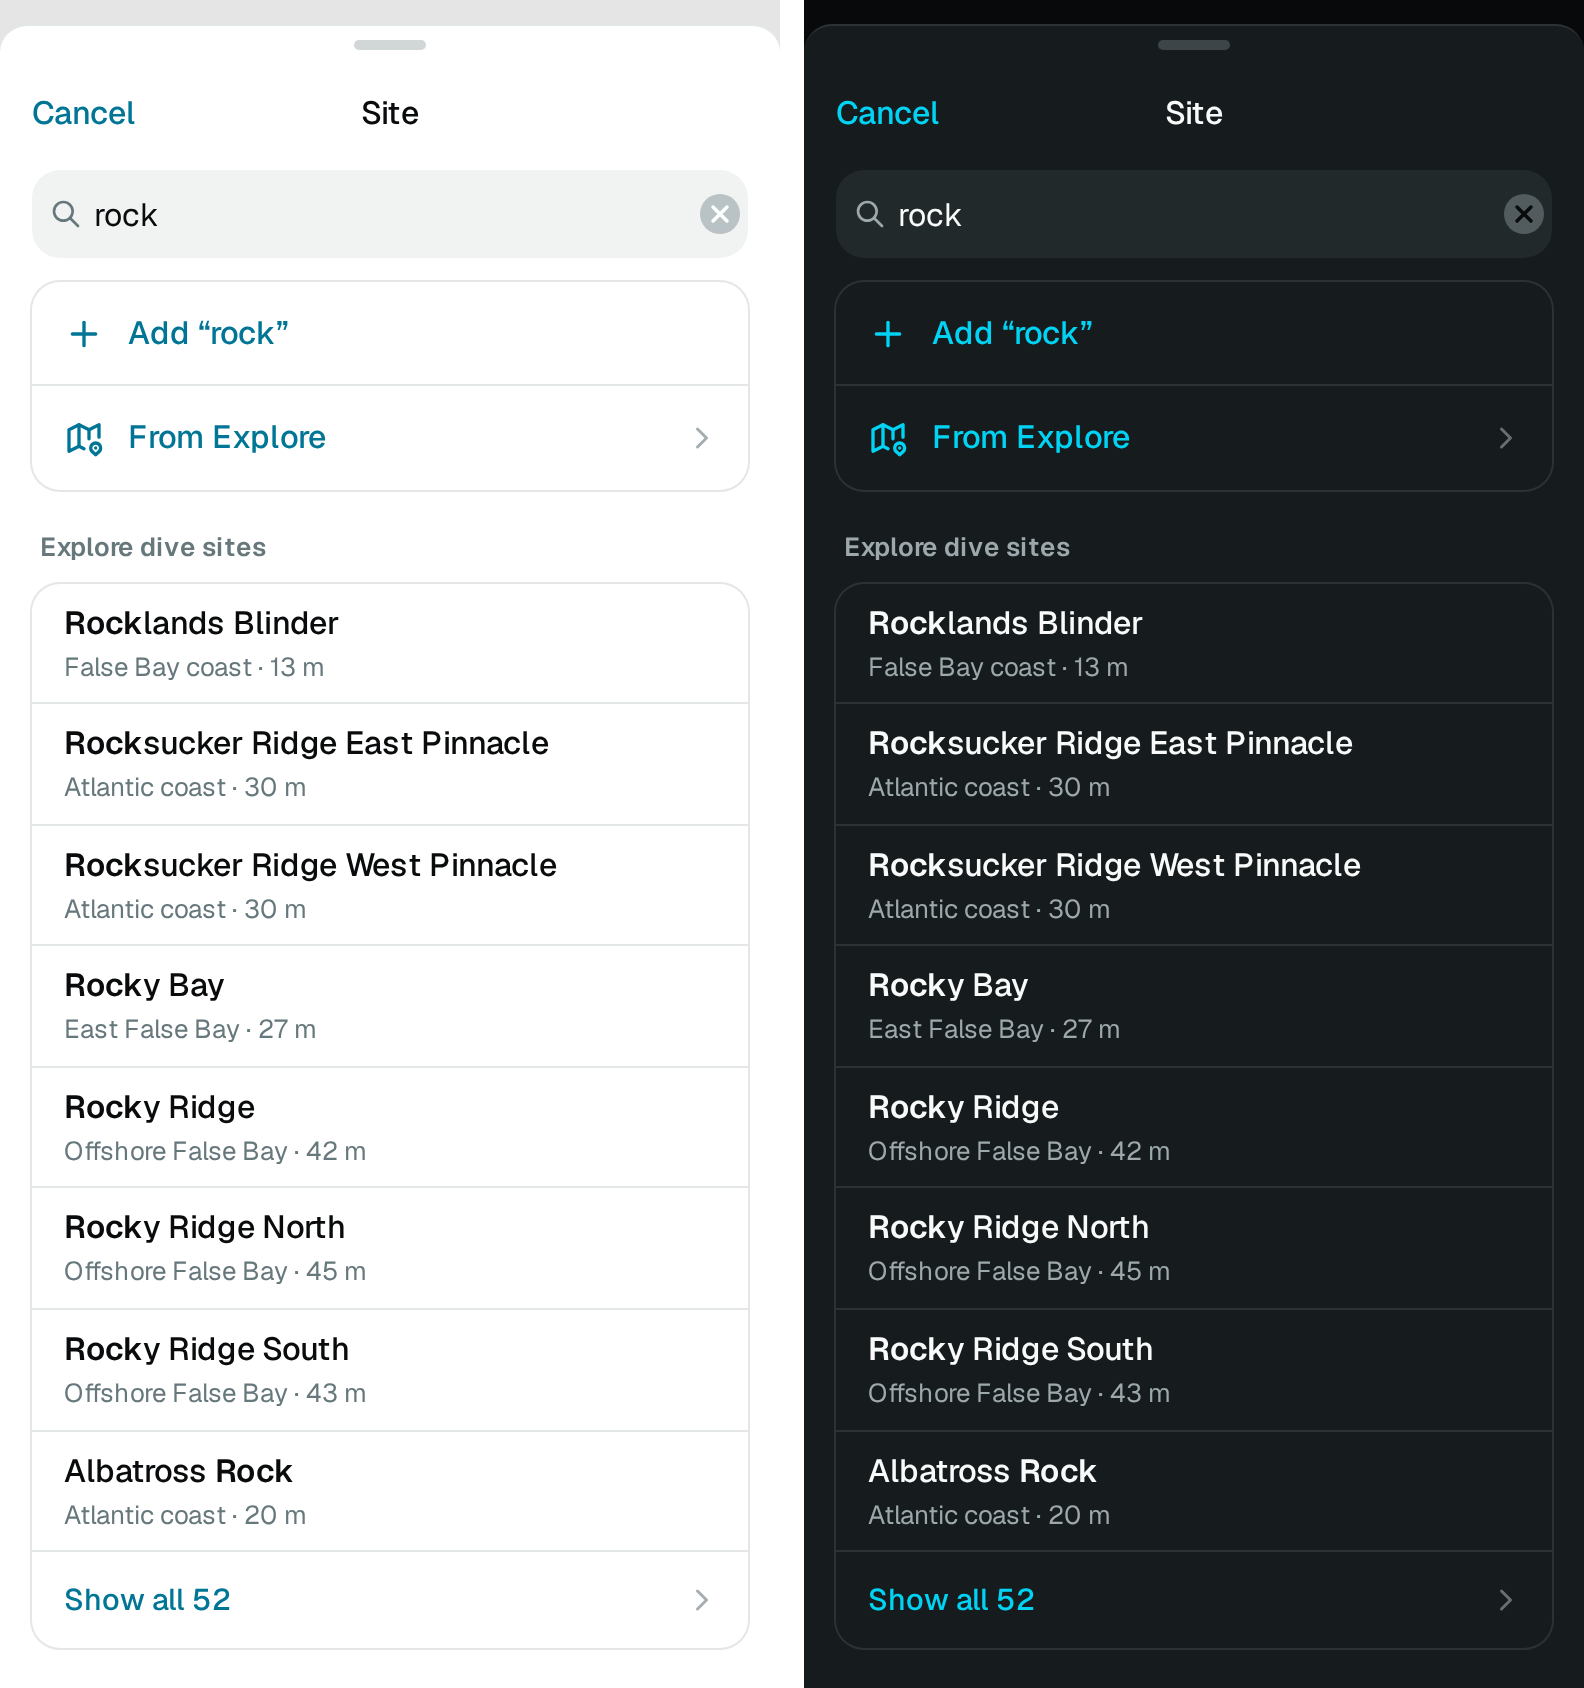 Cancel
Site
rock
Add “rock”
From Explore
Explore dive sites
Rocklands Blinder
False Bay coast · 13 m
Rocksucker Ridge East Pinnacle
Atlantic coast · 30 m
Rocksucker Ridge West Pinnacle
Atlantic coast · 30 m
Rocky Bay
East False Bay · 27 m
Rocky Ridge
Offshore False Bay · 42 m
Rocky Ridge North
Offshore False Bay · 45 m
Rocky Ridge South
Offshore False Bay · 43 m
Albatross Rock
Atlantic coast · 20 m
Show all 52
Cancel
Site
rock
Add “rock”
From Explore
Explore dive sites
Rocklands Blinder
False Bay coast · 13 m
Rocksucker Ridge East Pinnacle
Atlantic coast · 30 m
Rocksucker Ridge West Pinnacle
Atlantic coast · 30 m
Rocky Bay
East False Bay · 27 m
Rocky Ridge
Offshore False Bay · 42 m
Rocky Ridge North
Offshore False Bay · 45 m
Rocky Ridge South
Offshore False Bay · 43 m
Albatross Rock
Atlantic coast · 20 m
Show all 52